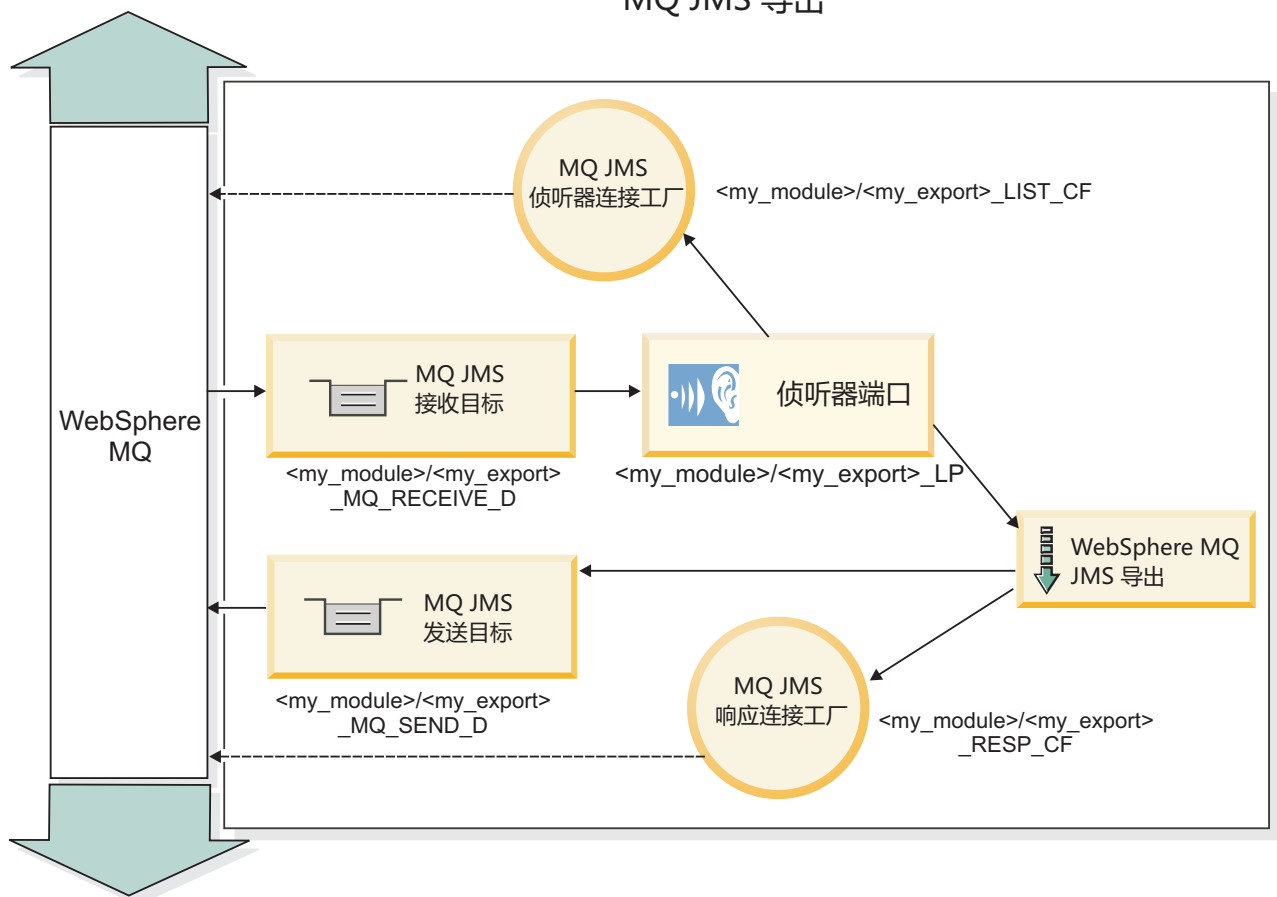 MQ JMS 导出
MQ JMS
侦听器连接工厂
<my_module>/<my_export>_LIST_CF
WebSphere
MQ
MQ JMS
接收目标
<my_module>/<my_export>
_MQ_RECEIVE_D
侦听器端口
<my_module>/<my_export>_LP
WebSphere MQ
JMS 导出
MQ JMS
发送目标
<my_module>/<my_export>
_MQ_SEND_D
MQ JMS
响应连接工厂
<my_module>/<my_export>
_RESP_CF